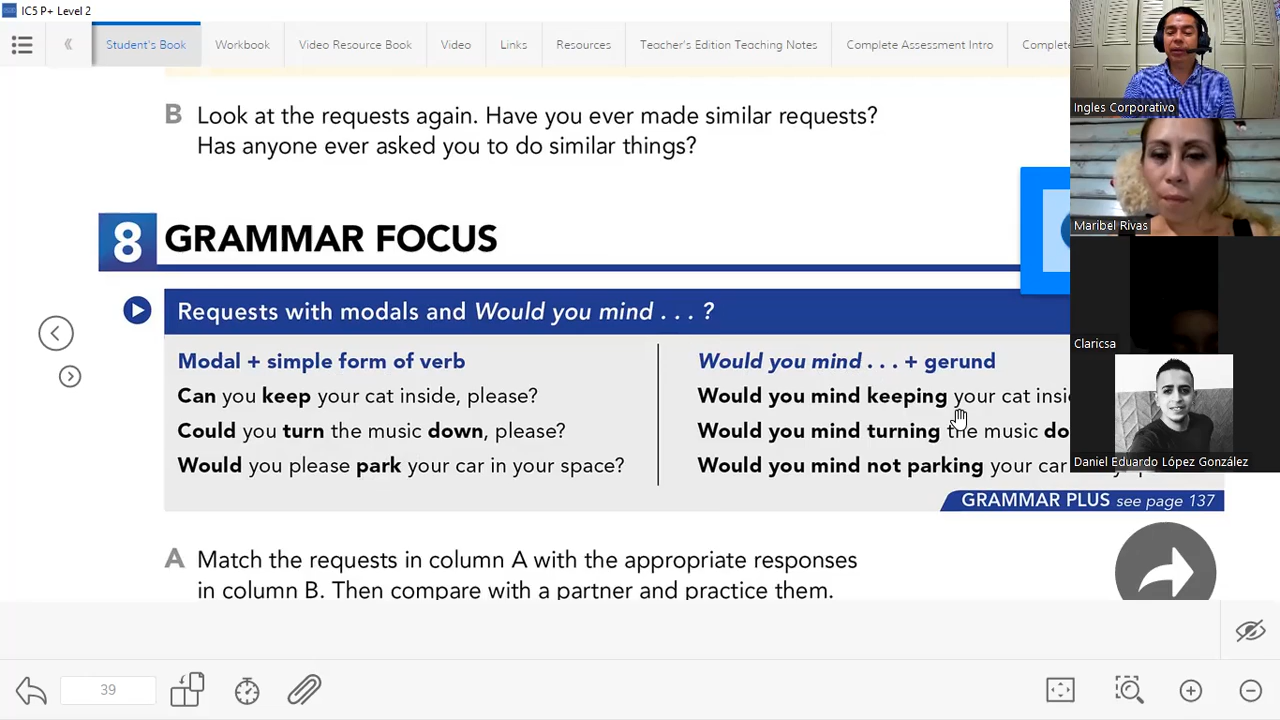 IC5 P+ Level 2
Student's Book
Workbook
Video Resource Book
Links
Resources
Teacher's Edition Teaching Notes
Intro
B Look at the requests again. Have you ever made similar requests?
Has anyone ever asked you to do similar things?
8 GRAMMAR FOCUS
Requests with modals and Would you mind . . . ?
Modal + simple form of verb
Can you keep your cat inside, please?
Could you turn the music down, please?
Would you please park your car in your space?
Would you mind . . . + gerund
Would you mind keeping your cat
Would you mind turning the music
Would you mind not parking your car
GRAMMAR PLUS see page 137
A Match the requests in column A with the appropriate responses
in column B. Then compare with a partner and practice them.
39
Ingles Corporativo
Maribel Rivas
Claricsa
Daniel Eduardo López González